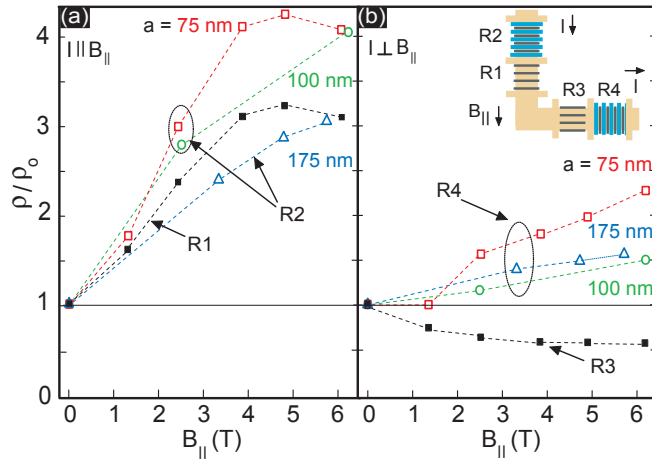 (a)
I || B||
a = 75 nm
100 nm
175 nm
R2
R1
ρ / ρo
4
3
2
1
0
0 1 2 3 4 5 6
B|| (T)
(b)
I ⊥ B||
R2
I
R1
R3 R4
I
B||
a = 75 nm
R4
175 nm
100 nm
R3
0 1 2 3 4 5 6
B|| (T)